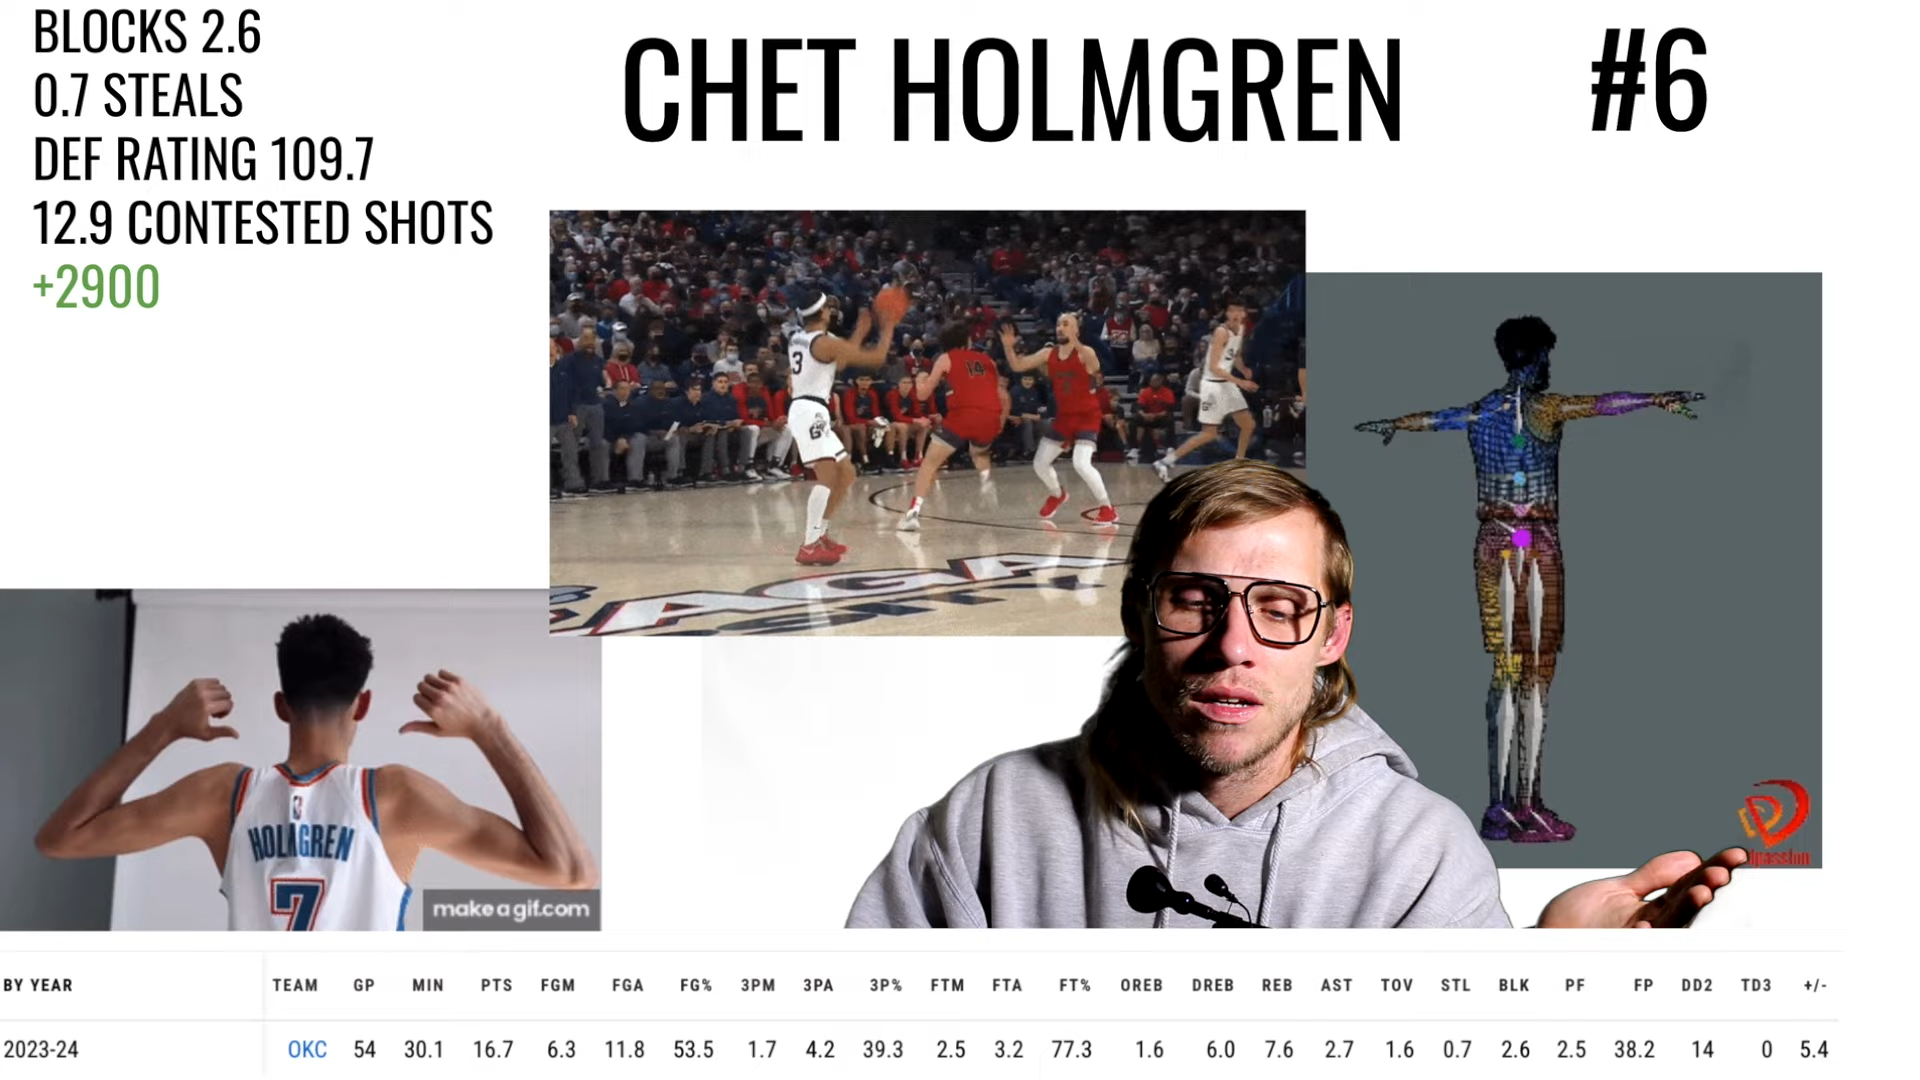 BLOCKS 2.6
0.7 STEALS
DEF RATING 109.7
12.9 CONTESTED SHOTS
+2900
CHET HOLMGREN
#6
3
14
HOLMGREN
7
makeagif.com
BY YEAR TEAM GP MIN PTS FGM FGA FG% 3PM 3PA 3P% FTM FTA FT% OREB DREB REB AST TOV STL BLK PF FP DD2 TD3 +/-
2023-24 OKC 54 30.1 16.7 6.3 11.8 53.5 1.7 4.2 39.3 2.5 3.2 77.3 1.6 6.0 7.6 2.7 1.6 0.7 2.6 2.5 38.2 14 0 5.4